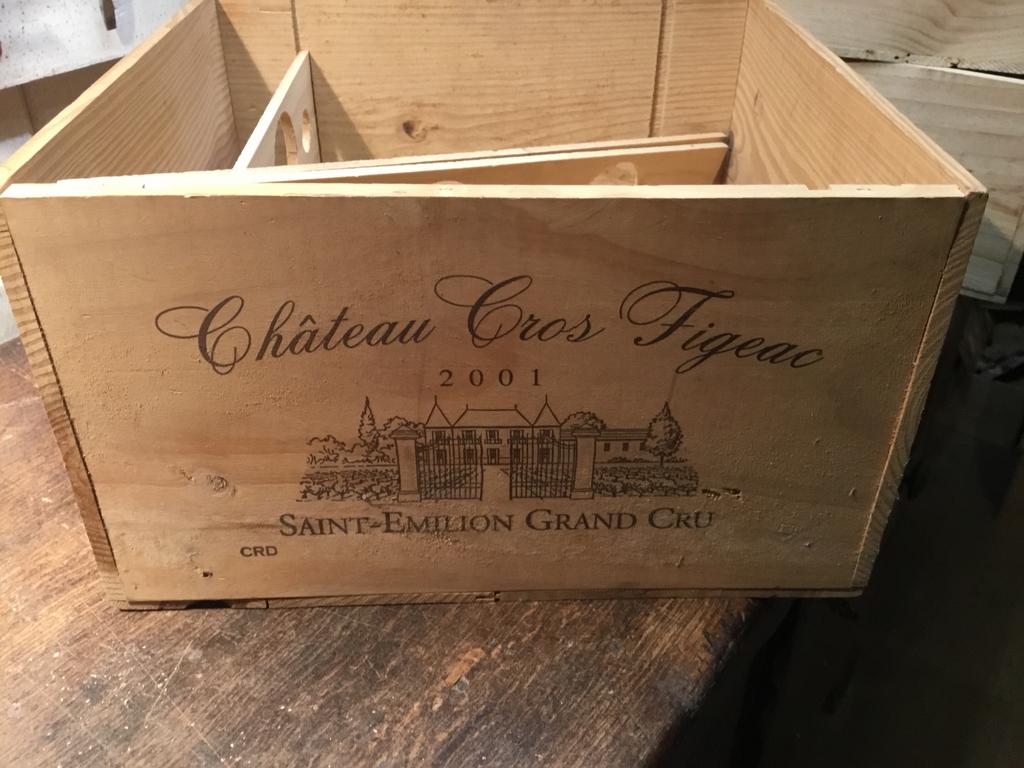 Château Cros Figeac
2001
SAINT-EMILION GRAND CRU
CRD